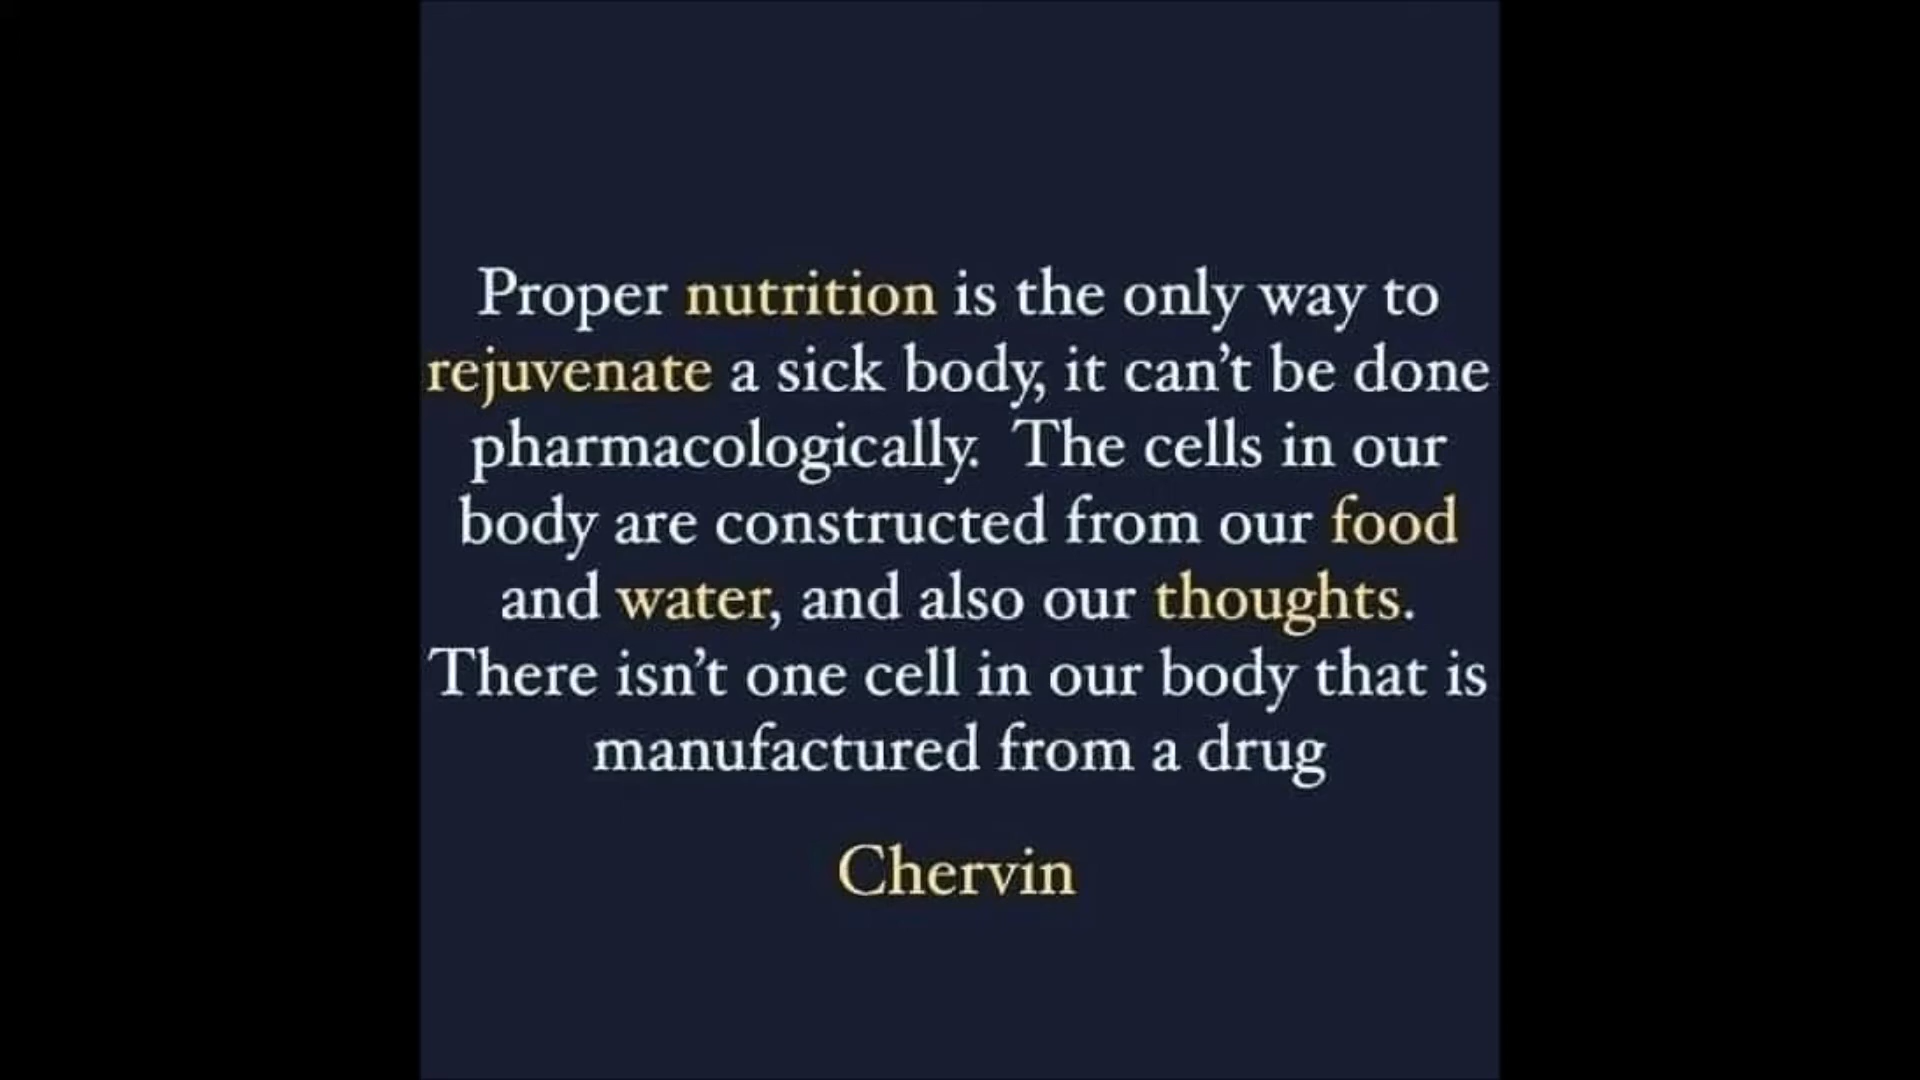 Proper nutrition is the only way to
rejuvenate a sick body, it can't be done
pharmacologically.  The cells in our
body are constructed from our food
and water, and also our thoughts.
There isn't one cell in our body that is
manufactured from a drug
Chervin